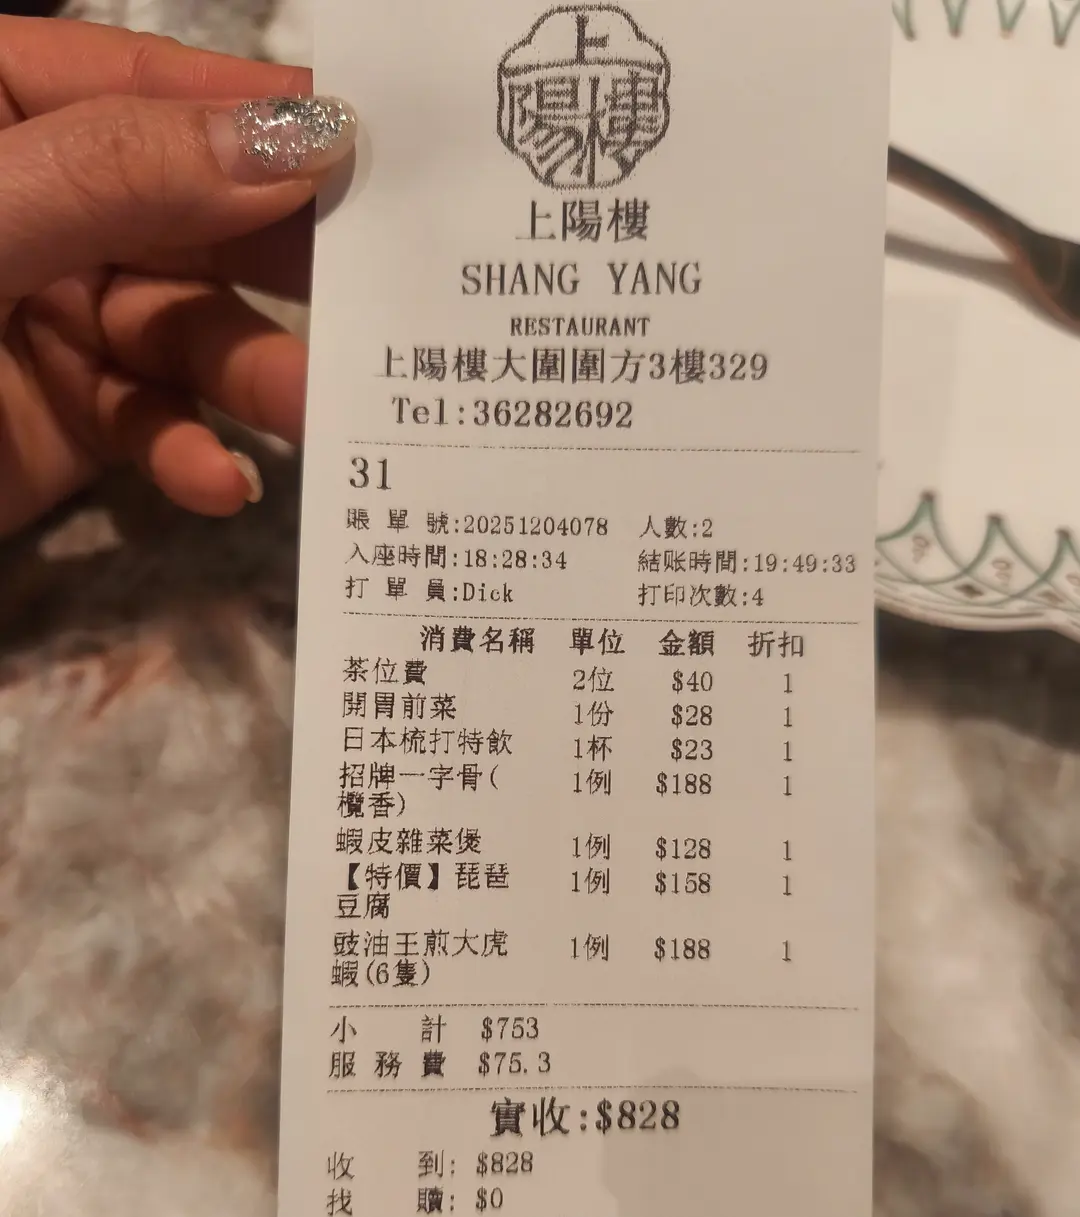 上陽樓
上陽樓
SHANG YANG
RESTAURANT
上陽樓大圍圍方3樓329
Tel:36282692
31
賬單號:20251204078 人數:2
入座時間:18:28:34 結账時間:19:49:33
打單員:Dick 打印次數:4
消費名稱 單位 金額 折扣
茶位費 2位 $40 1
開胃前菜 1份 $28 1
日本梳打特飲 1杯 $23 1
招牌一字骨( 1例 $188 1
欖香)
蝦皮雜菜煲 1例 $128 1
【特價】琵琶 1例 $158 1
豆腐
豉油王煎大虎 1例 $188 1
蝦(6隻)
小計 $753
服務費 $75.3
實收:$828
收到: $828
找贖: $0